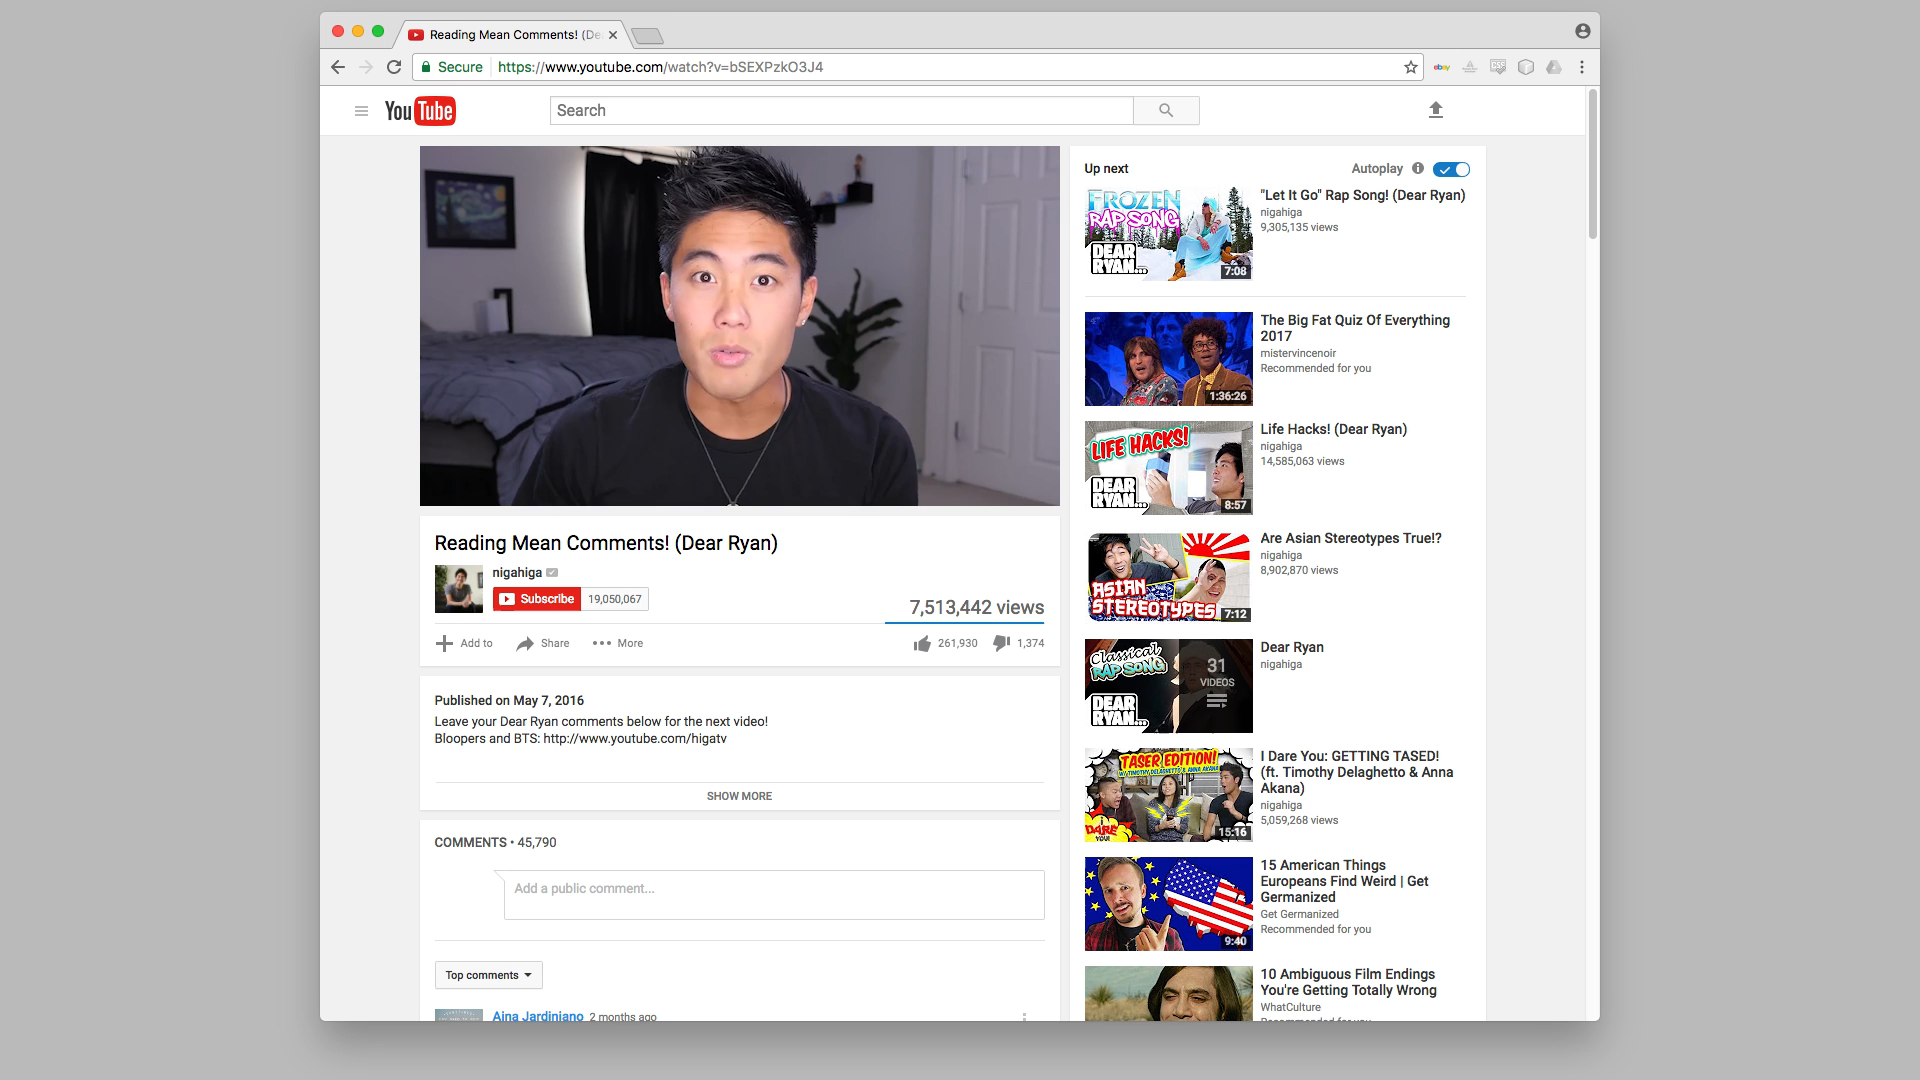 Reading Mean Comments! (De
Secure
https://www.youtube.com/watch?v=bSEXPzkO3J4
ebay
YouTube
Search
Reading Mean Comments! (Dear Ryan)
nigahiga
Subscribe 19,050,067
7,513,442 views
Add to Share More 261,930 1,374
Published on May 7, 2016
Leave your Dear Ryan comments below for the next video!
Bloopers and BTS: http://www.youtube.com/higatv
SHOW MORE
COMMENTS • 45,790
Add a public comment...
Top comments
Aina Jardiniano 2 months ago
Up next
Autoplay
FROZEN
RAP SONG
DEAR
RYAN...
7:08
"Let It Go" Rap Song! (Dear Ryan)
nigahiga
9,305,135 views
1:36:26
The Big Fat Quiz Of Everything
2017
mistervincenoir
Recommended for you
LIFE HACKS!
DEAR
RYAN...
8:57
Life Hacks! (Dear Ryan)
nigahiga
14,585,063 views
ASIAN
STEREOTYPES
7:12
Are Asian Stereotypes True!?
nigahiga
8,902,870 views
Classical
RAP SONG
DEAR
RYAN...
31
VIDEOS
Dear Ryan
nigahiga
TASER EDITION!
W/ TIMOTHY DELAGHETTO & ANNA AKANA
I
DARE
YOU!
15:16
I Dare You: GETTING TASED!
(ft. Timothy Delaghetto & Anna
Akana)
nigahiga
5,059,268 views
9:40
15 American Things
Europeans Find Weird | Get
Germanized
Get Germanized
Recommended for you
10 Ambiguous Film Endings
You're Getting Totally Wrong
WhatCulture
Recommended for you